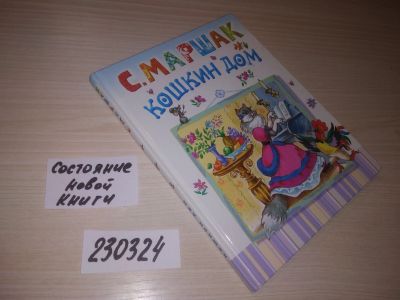 С. МАРШАК
КОШКИН ДОМ
Состояние
новой
книги
230324